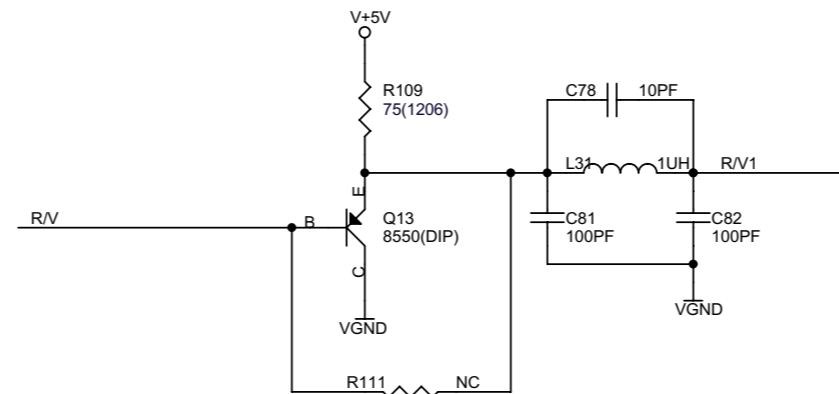 V+5V
R109
75(1206)
C78 10PF
L31 1UH R/V1
E
R/V B Q13
8550(DIP)
C
C81
100PF
C82
100PF
VGND
VGND
R111 NC